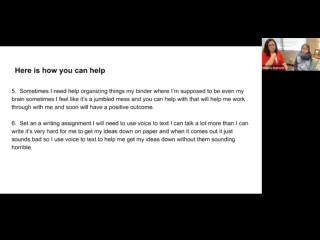 Here is how you can help
5. Sometimes I need help organizing things my binder where I'm supposed to be even my
brain sometimes I feel like it's a jumbled mess and you can help with that will help me work
through with me and soon will have a positive outcome.
6. Set an a writing assignment I will need to use voice to text I can talk a lot more than I can
write it's very hard for me to get my ideas down on paper and when it comes out it just
sounds bad so I use voice to text to help me get my ideas down without them sounding
horrible.